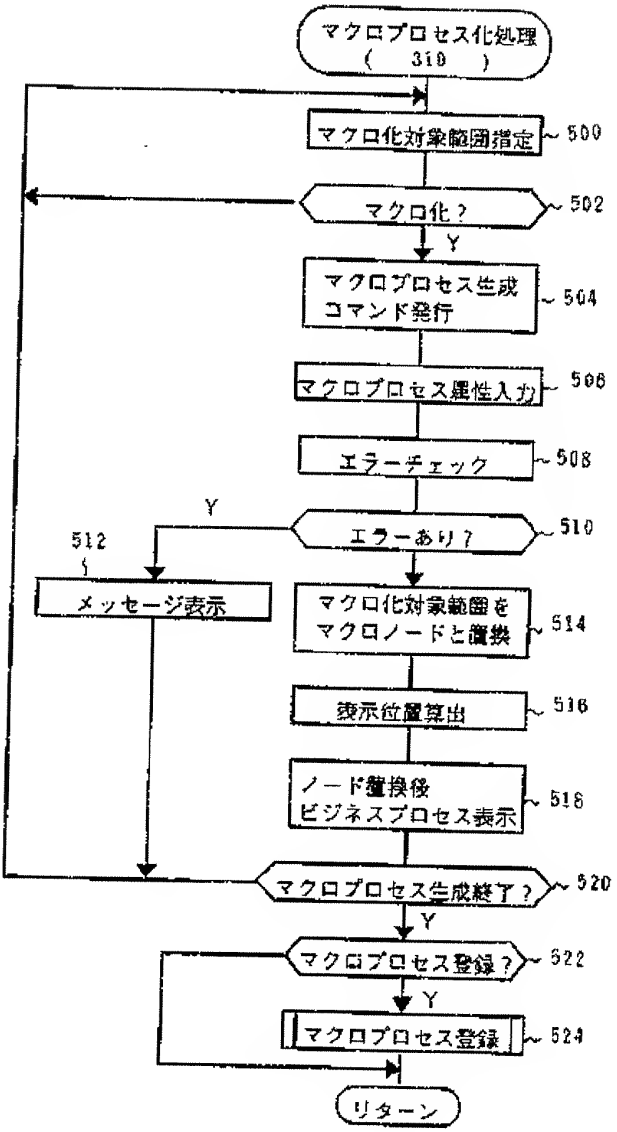 マクロプロセス化処理
( 310 )
マクロ化対象範囲指定
500
マクロ化?
502
Y
マクロプロセス生成
コマンド発行
504
マクロプロセス属性入力
506
エラーチェック
508
Y
エラーあり?
510
512
メッセージ表示
マクロ化対象範囲を
マクロノードと置換
514
表示位置算出
516
ノード置換後
ビジネスプロセス表示
518
マクロプロセス生成終了?
520
Y
マクロプロセス登録?
522
Y
マクロプロセス登録
524
リターン